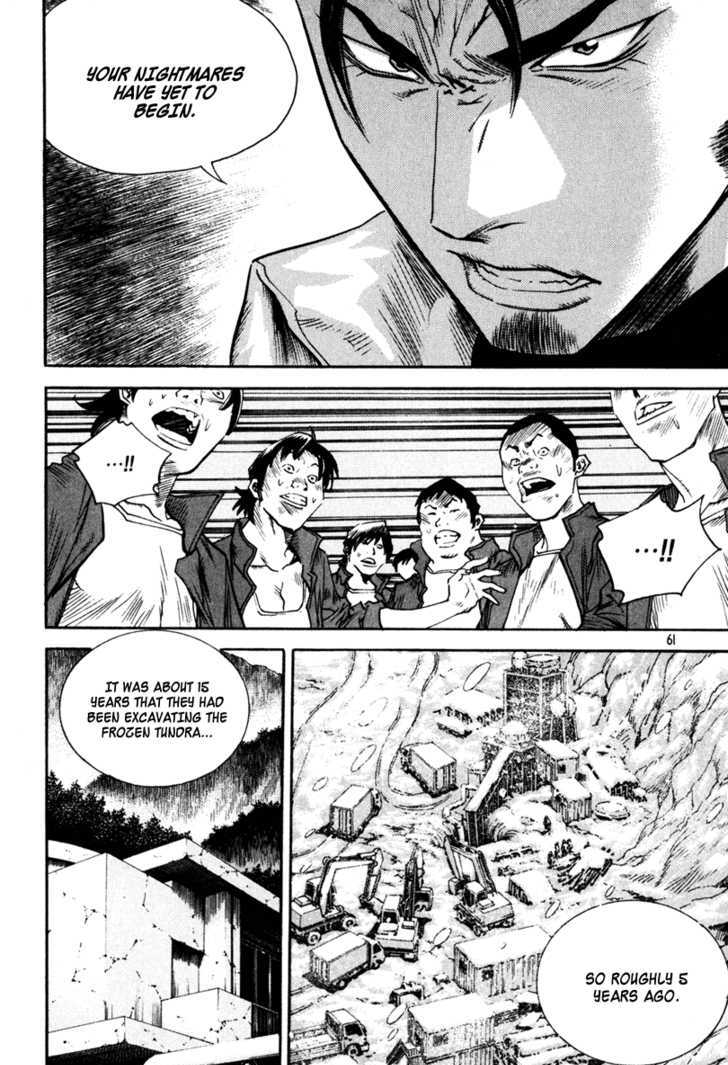 YOUR NIGHTMARES
HAVE YET TO
BEGIN.
...!!
...!!
61
IT WAS ABOUT 15
YEARS THAT THEY HAD
BEEN EXCAVATING THE
FROZEN TUNDRA...
SO ROUGHLY 5
YEARS AGO.